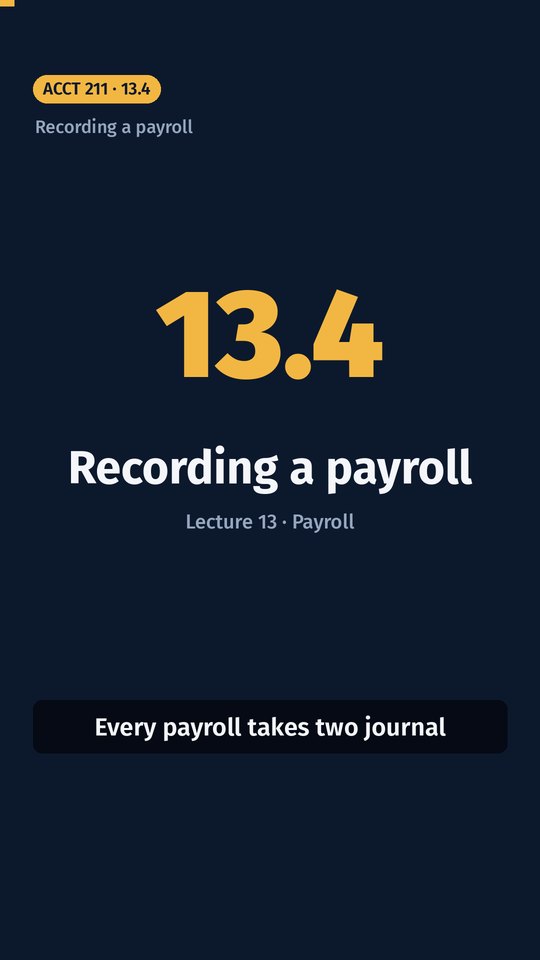 ACCT 211 · 13.4
Recording a payroll
13.4
Recording a payroll
Lecture 13 · Payroll
Every payroll takes two journal